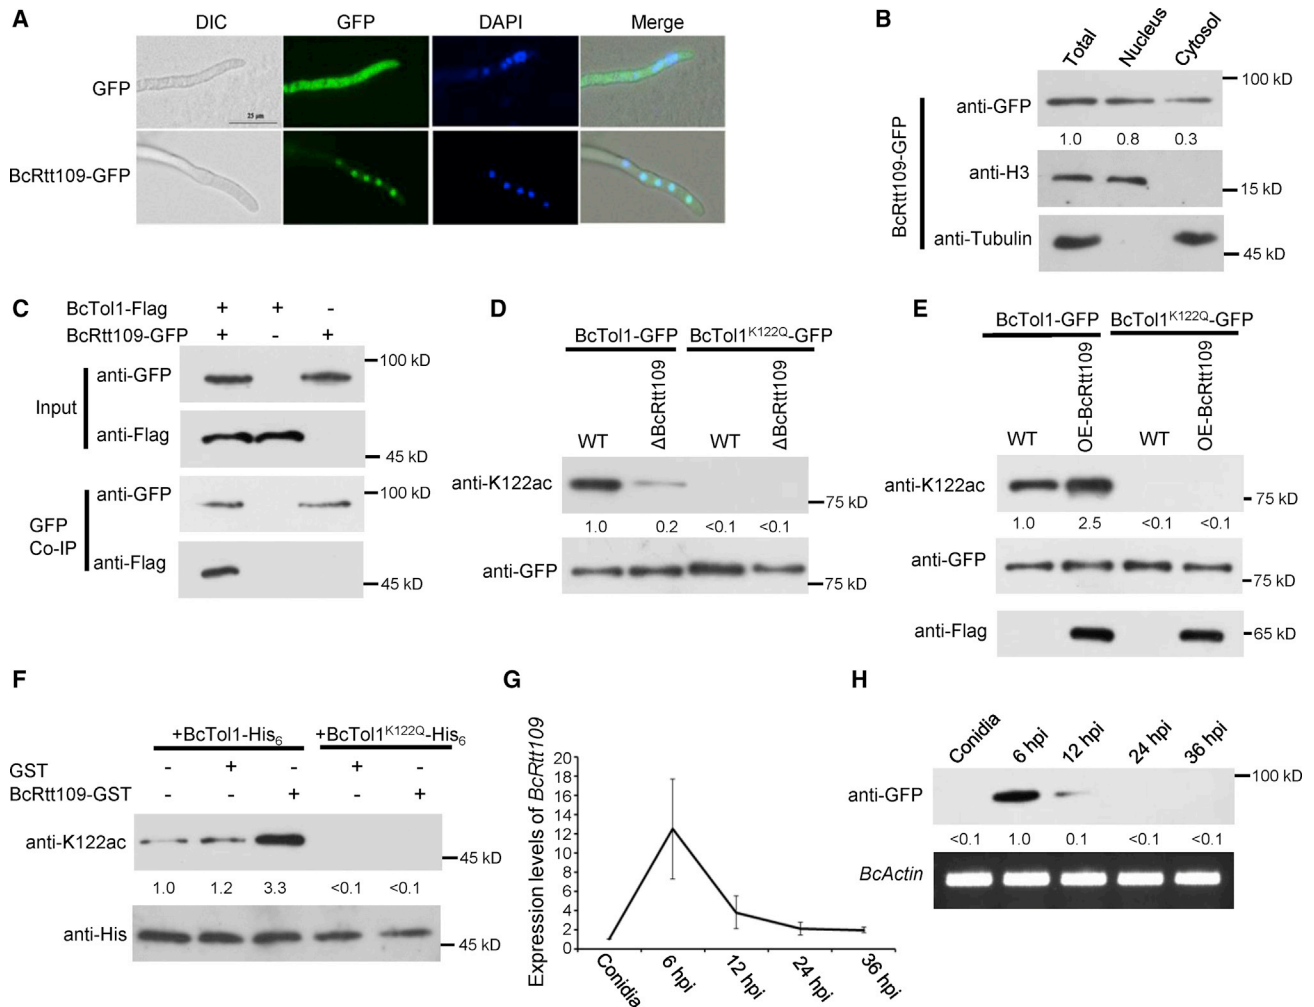 A
DIC GFP DAPI Merge
GFP
25 μm
BcRtt109-GFP
B
Total Nucleus Cytosol
BcRtt109-GFP
100 kD
anti-GFP
1.0 0.8 0.3
anti-H3
15 kD
anti-Tubulin
45 kD
C
BcTol1-Flag + + -
BcRtt109-GFP + - +
100 kD
Input
anti-GFP
anti-Flag
45 kD
GFP
Co-IP
anti-GFP
100 kD
anti-Flag
45 kD
D
BcTol1-GFP BcTol1K122Q-GFP
WT ΔBcRtt109 WT ΔBcRtt109
anti-K122ac
75 kD
1.0 0.2 <0.1 <0.1
anti-GFP
75 kD
E
BcTol1-GFP BcTol1K122Q-GFP
WT OE-BcRtt109 WT OE-BcRtt109
anti-K122ac
75 kD
1.0 2.5 <0.1 <0.1
anti-GFP
75 kD
anti-Flag
65 kD
F
+BcTol1-His6 +BcTol1K122Q-His6
GST - + - + -
BcRtt109-GST - - + - +
anti-K122ac
45 kD
1.0 1.2 3.3 <0.1 <0.1
anti-His
45 kD
G
Expression levels of BcRtt109
20
18
16
14
12
10
8
6
4
2
0
Conidia 6 hpi 12 hpi 24 hpi 36 hpi
H
Conidia 6 hpi 12 hpi 24 hpi 36 hpi
100 kD
anti-GFP
<0.1 1.0 0.1 <0.1 <0.1
BcActin